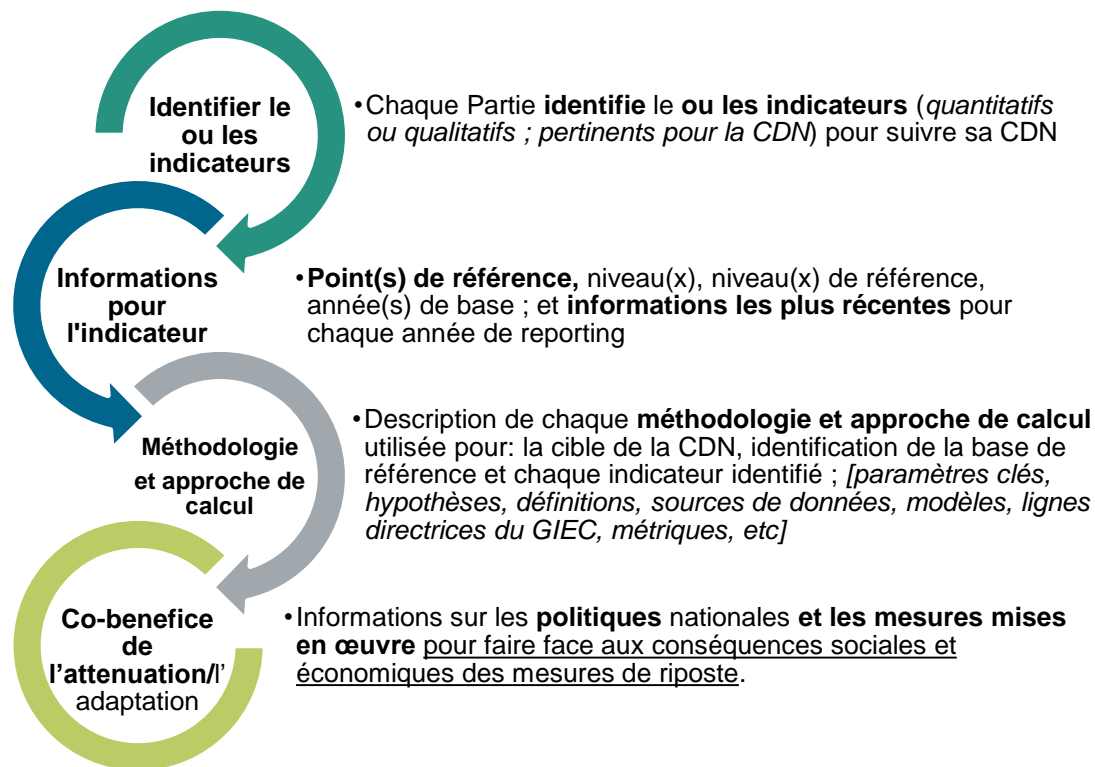 Identifier le
ou les
indicateurs
•Chaque Partie identifie le ou les indicateurs (quantitatifs
ou qualitatifs ; pertinents pour la CDN) pour suivre sa CDN
Informations
pour
l'indicateur
•Point(s) de référence, niveau(x), niveau(x) de référence,
année(s) de base ; et informations les plus récentes pour
chaque année de reporting
Méthodologie
et approche de
calcul
•Description de chaque méthodologie et approche de calcul
utilisée pour: la cible de la CDN, identification de la base de
référence et chaque indicateur identifié ; [paramètres clés,
hypothèses, définitions, sources de données, modèles, lignes
directrices du GIEC, métriques, etc]
Co-benefice
de
l’attenuation/l’
adaptation
•Informations sur les politiques nationales et les mesures mises
en œuvre pour faire face aux conséquences sociales et
économiques des mesures de riposte.